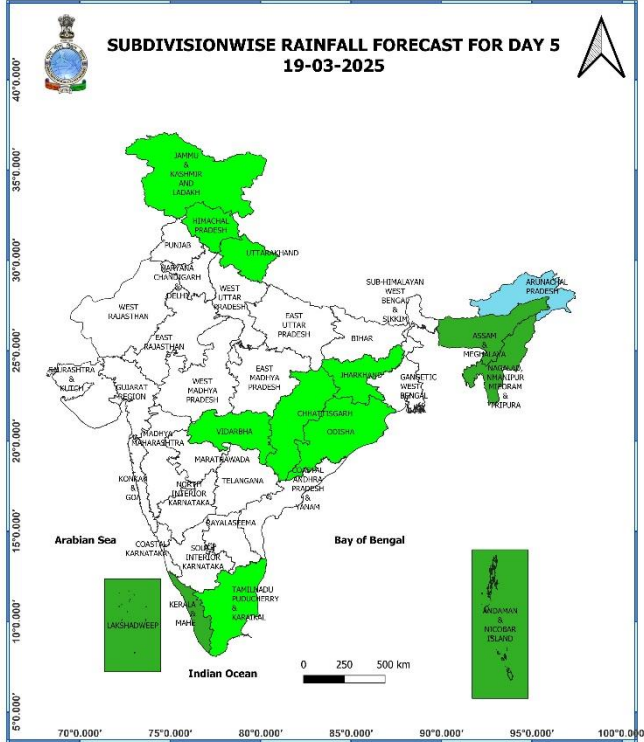 SUBDIVISIONWISE RAINFALL FORECAST FOR DAY 5
19-03-2025
40°0.000'
35°0.000'
30°0.000'
25°0.000'
20°0.000'
15°0.000'
10°0.000'
5°0.000'
JAMMU
&
KASHMIR
AND
LADAKH
HIMACHAL
PRADESH
PUNJAB
UTTARAKHAND
HARYANA
CHANDIGARH
&
DELHI
WEST
UTTAR
PRADESH
SUB-HIMALAYAN
WEST
BENGAL
&
SIKKIM
ARUNACHAL
PRADESH
WEST
RAJASTHAN
EAST
UTTAR
PRADESH
BIHAR
ASSAM
&
MEGHALAYA
EAST
RAJASTHAN
NAGALAD,
MANIPUR
MIZORAM
&
TRIPURA
SAURASHTRA
&
KUTCH
GUJARAT
REGION
WEST
MADHYA
PRADESH
EAST
MADHYA
PRADESH
JHARKHAND
GANGETIC
WEST
BENGAL
CHHATTISGARH
ODISHA
MADHYA
MAHARASHTRA
VIDARBHA
MARATHWADA
KONKAN
&
GOA
NORTH
INTERIOR
KARNATAKA
TELANGANA
COASTAL
ANDHRA
PRADESH
&
YANAM
RAYALASEEMA
Arabian Sea
COASTAL
KARNATAKA
SOUTH
INTERIOR
KARNATAKA
Bay of Bengal
LAKSHADWEEP
KERALA
&
MAHE
TAMILNADU
PUDUCHERRY
&
KARAIKAL
ANDAMAN
&
NICOBAR
ISLAND
Indian Ocean
0 250 500 km
70°0.000' 75°0.000' 80°0.000' 85°0.000' 90°0.000' 95°0.000' 100°0.000'